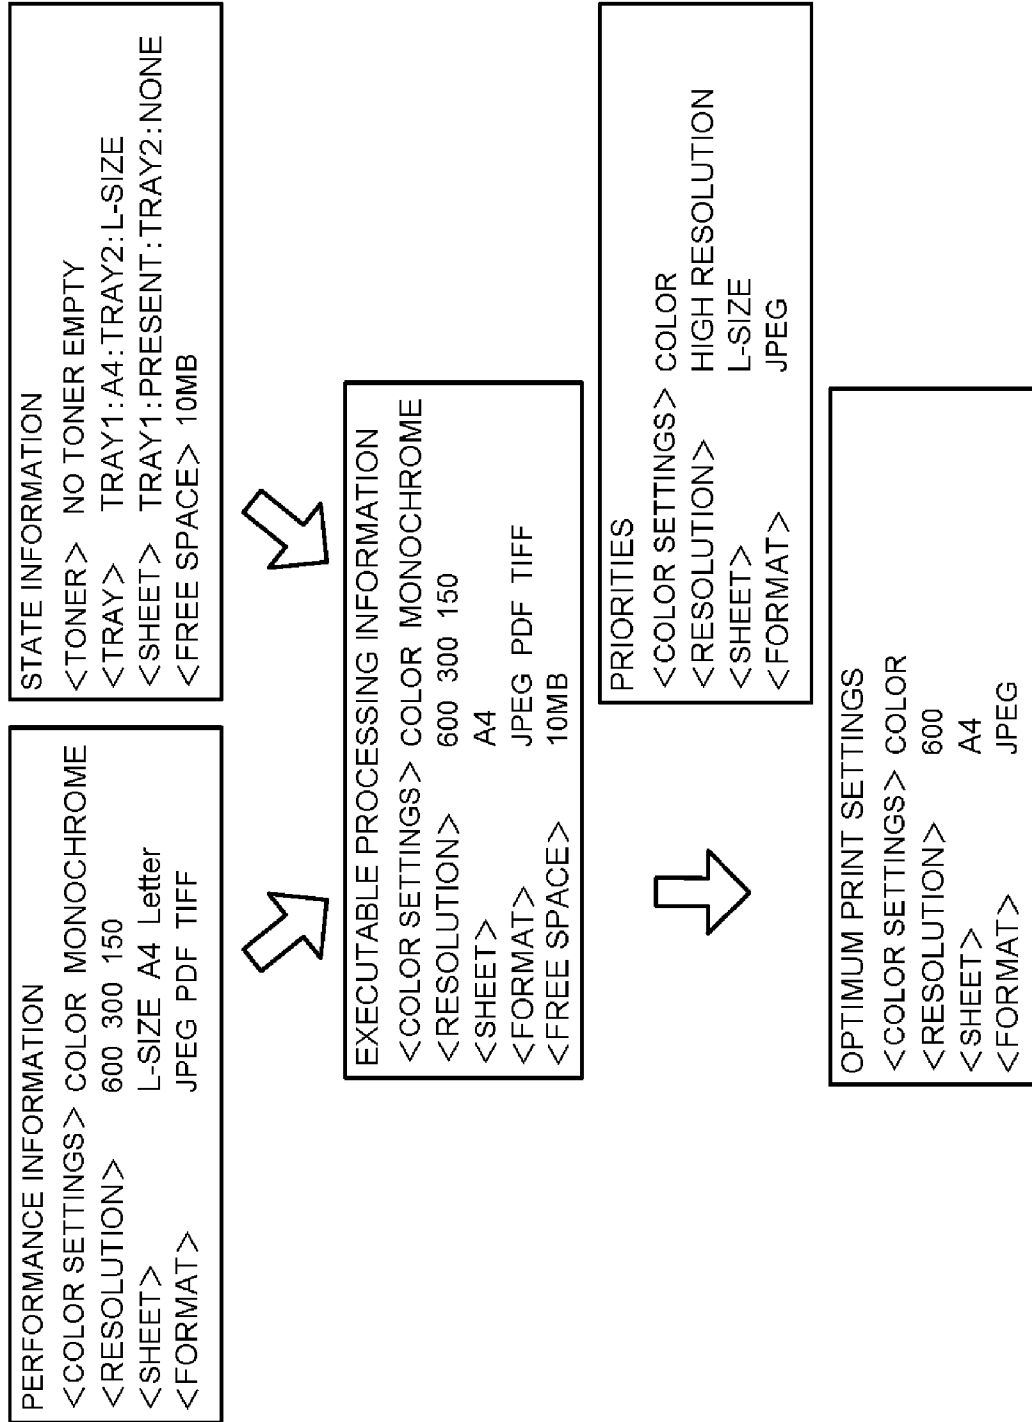 PERFORMANCE INFORMATION
<COLOR SETTINGS> COLOR MONOCHROME
<RESOLUTION> 600 300 150
<SHEET> L-SIZE A4 Letter
<FORMAT> JPEG PDF TIFF
STATE INFORMATION
<TONER> NO TONER EMPTY
<TRAY> TRAY1:A4:TRAY2:L-SIZE
<SHEET> TRAY1:PRESENT:TRAY2:NONE
<FREE SPACE> 10MB
EXECUTABLE PROCESSING INFORMATION
<COLOR SETTINGS> COLOR MONOCHROME
<RESOLUTION> 600 300 150
<SHEET> A4
<FORMAT> JPEG PDF TIFF
<FREE SPACE> 10MB
PRIORITIES
<COLOR SETTINGS> COLOR
<RESOLUTION> HIGH RESOLUTION
<SHEET> L-SIZE
<FORMAT> JPEG
OPTIMUM PRINT SETTINGS
<COLOR SETTINGS> COLOR
<RESOLUTION> 600
<SHEET> A4
<FORMAT> JPEG